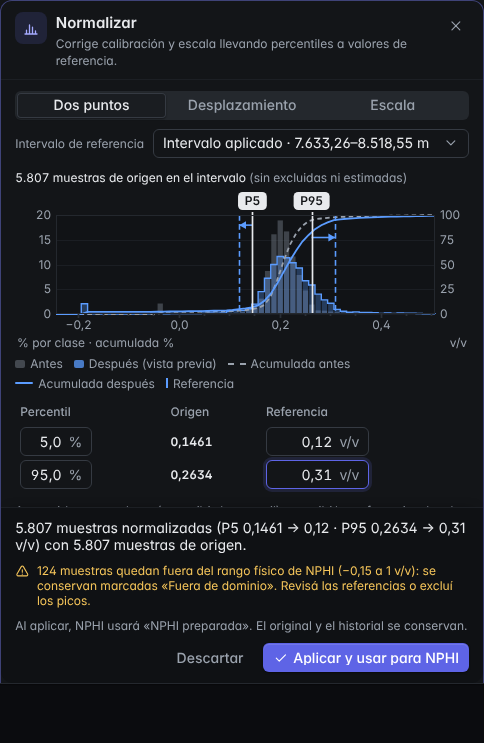 Normalizar
Corrige calibración y escala llevando percentiles a valores de
referencia.
Dos puntos Desplazamiento Escala
Intervalo de referencia Intervalo aplicado · 7.633,26–8.518,55 m
5.807 muestras de origen en el intervalo (sin excluidas ni estimadas)
P5 P95
20 100
15 75
10 50
5 25
0 0
−0,2 0,0 0,2 0,4
% por clase · acumulada % v/v
Antes Después (vista previa) Acumulada antes
Acumulada después Referencia
Percentil Origen Referencia
5,0 % 0,1461 0,12 v/v
95,0 % 0,2634 0,31 v/v
5.807 muestras normalizadas (P5 0,1461 → 0,12 · P95 0,2634 → 0,31
v/v) con 5.807 muestras de origen.
124 muestras quedan fuera del rango físico de NPHI (−0,15 a 1 v/v): se
conservan marcadas «Fuera de dominio». Revisá las referencias o excluí
los picos.
Al aplicar, NPHI usará «NPHI preparada». El original y el historial se conservan.
Descartar Aplicar y usar para NPHI